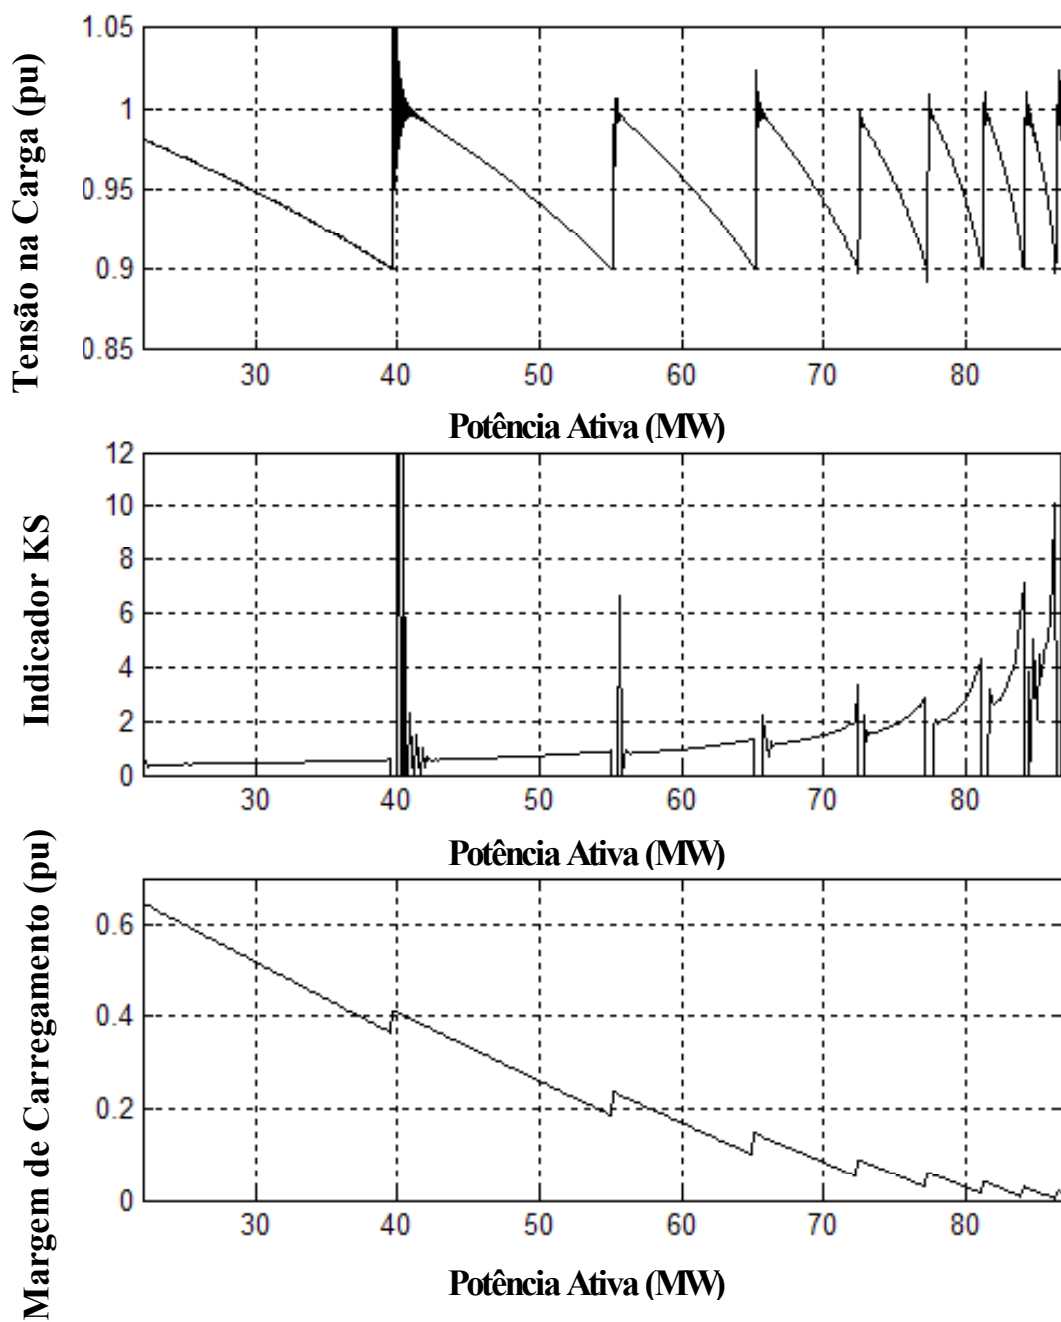 Tensão na Carga (pu)
1.05
1
0.95
0.9
0.85
30 40 50 60 70 80
Potência Ativa (MW)
Indicador KS
12
10
8
6
4
2
0
30 40 50 60 70 80
Potência Ativa (MW)
Margem de Carregamento (pu)
0.6
0.4
0.2
0
30 40 50 60 70 80
Potência Ativa (MW)